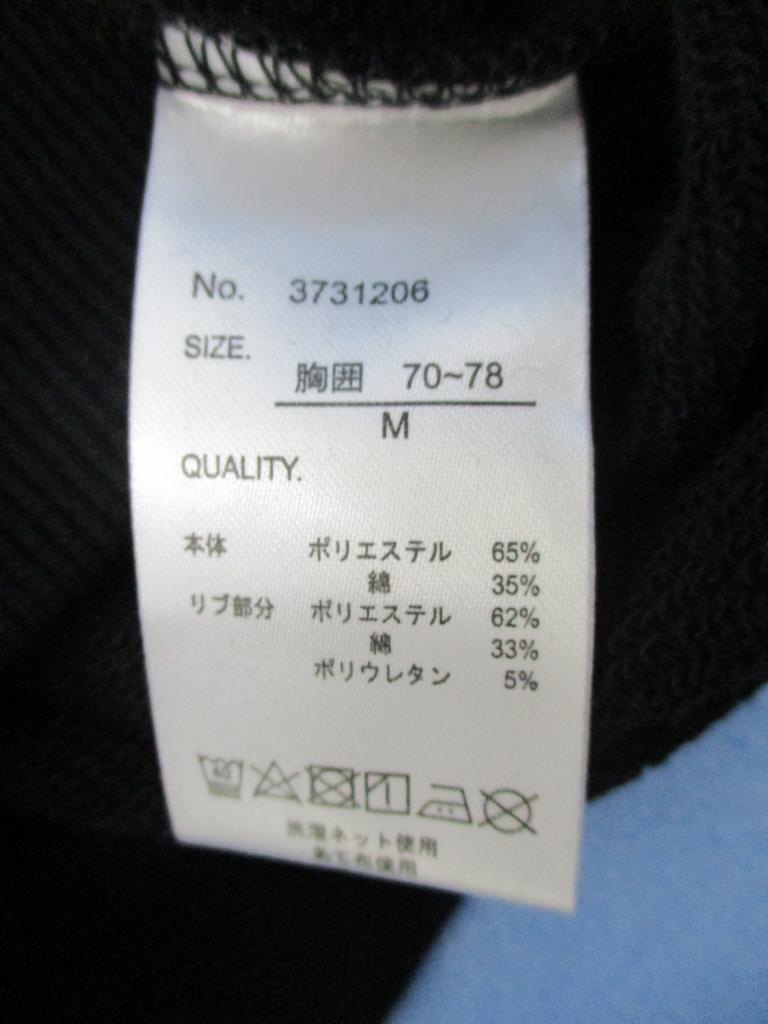 No. 3731206
SIZE.
胸囲 70~78
M
QUALITY.
本体 ポリエステル 65%
綿 35%
リブ部分 ポリエステル 62%
綿 33%
ポリウレタン 5%
40
洗濯ネット使用
あて布使用